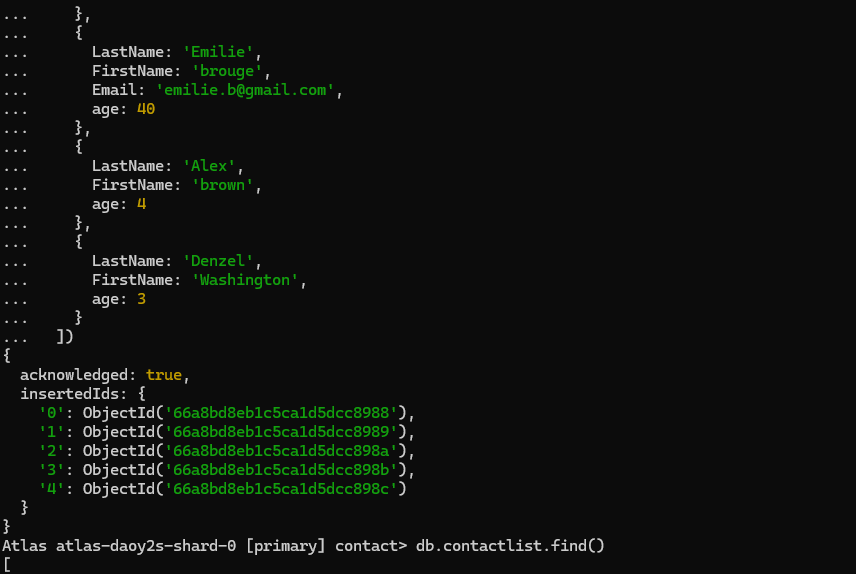 ...     },
...     {
...       LastName: 'Emilie',
...       FirstName: 'brouge',
...       Email: 'emilie.b@gmail.com',
...       age: 40
...     },
...     {
...       LastName: 'Alex',
...       FirstName: 'brown',
...       age: 4
...     },
...     {
...       LastName: 'Denzel',
...       FirstName: 'Washington',
...       age: 3
...     }
...   ])
{
  acknowledged: true,
  insertedIds: {
    '0': ObjectId('66a8bd8eb1c5ca1d5dcc8988'),
    '1': ObjectId('66a8bd8eb1c5ca1d5dcc8989'),
    '2': ObjectId('66a8bd8eb1c5ca1d5dcc898a'),
    '3': ObjectId('66a8bd8eb1c5ca1d5dcc898b'),
    '4': ObjectId('66a8bd8eb1c5ca1d5dcc898c')
  }
}
Atlas atlas-daoy2s-shard-0 [primary] contact> db.contactlist.find()
[